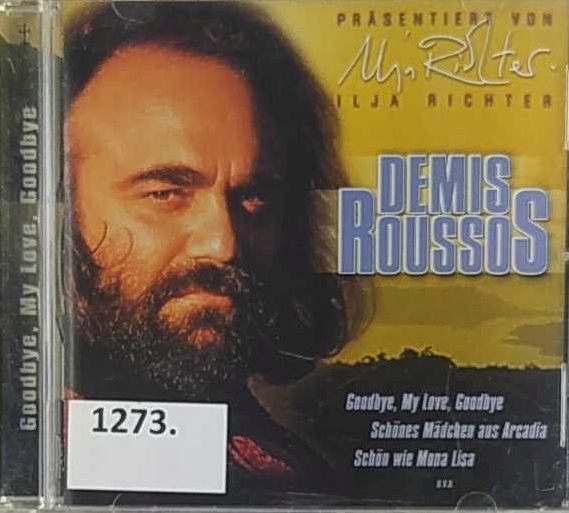 Goodbye, My Love, Goodbye
PRÄSENTIERT VON
Ilja Richter.
ILJA RICHTER
DEMIS
ROUSSOS
Goodbye, My Love, Goodbye
Schönes Mädchen aus Arcadia
Schön wie Mona Lisa
1273.